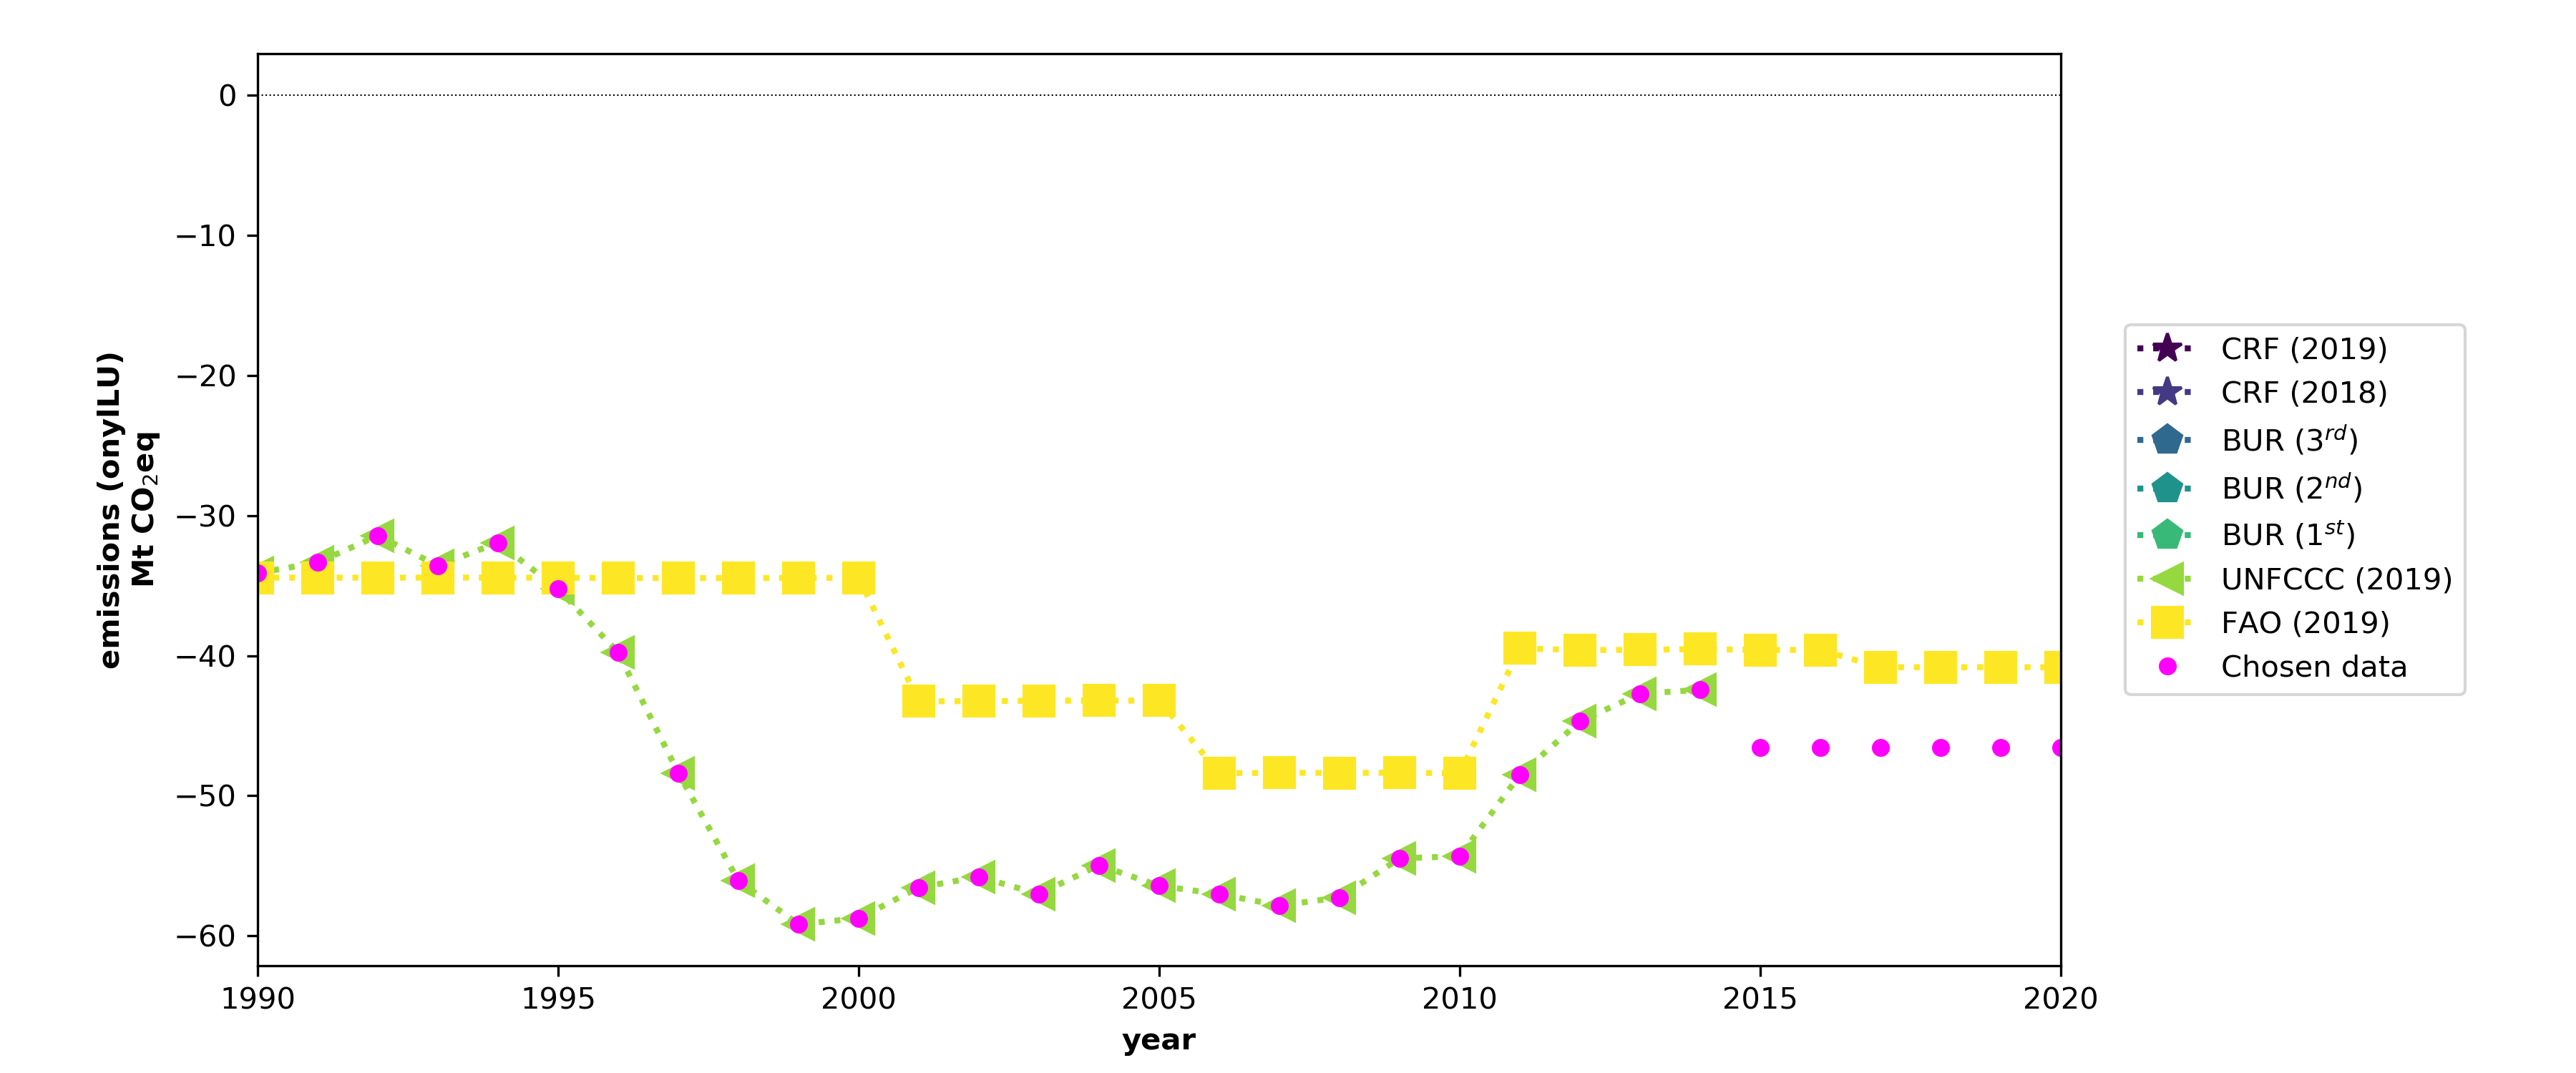 0
−10
−20
−30
−40
−50
−60
emissions (onylLU)
Mt CO₂eq
1990 1995 2000 2005 2010 2015 2020
year
CRF (2019)
CRF (2018)
BUR (3ʳᵈ)
BUR (2ⁿᵈ)
BUR (1ˢᵗ)
UNFCCC (2019)
FAO (2019)
Chosen data